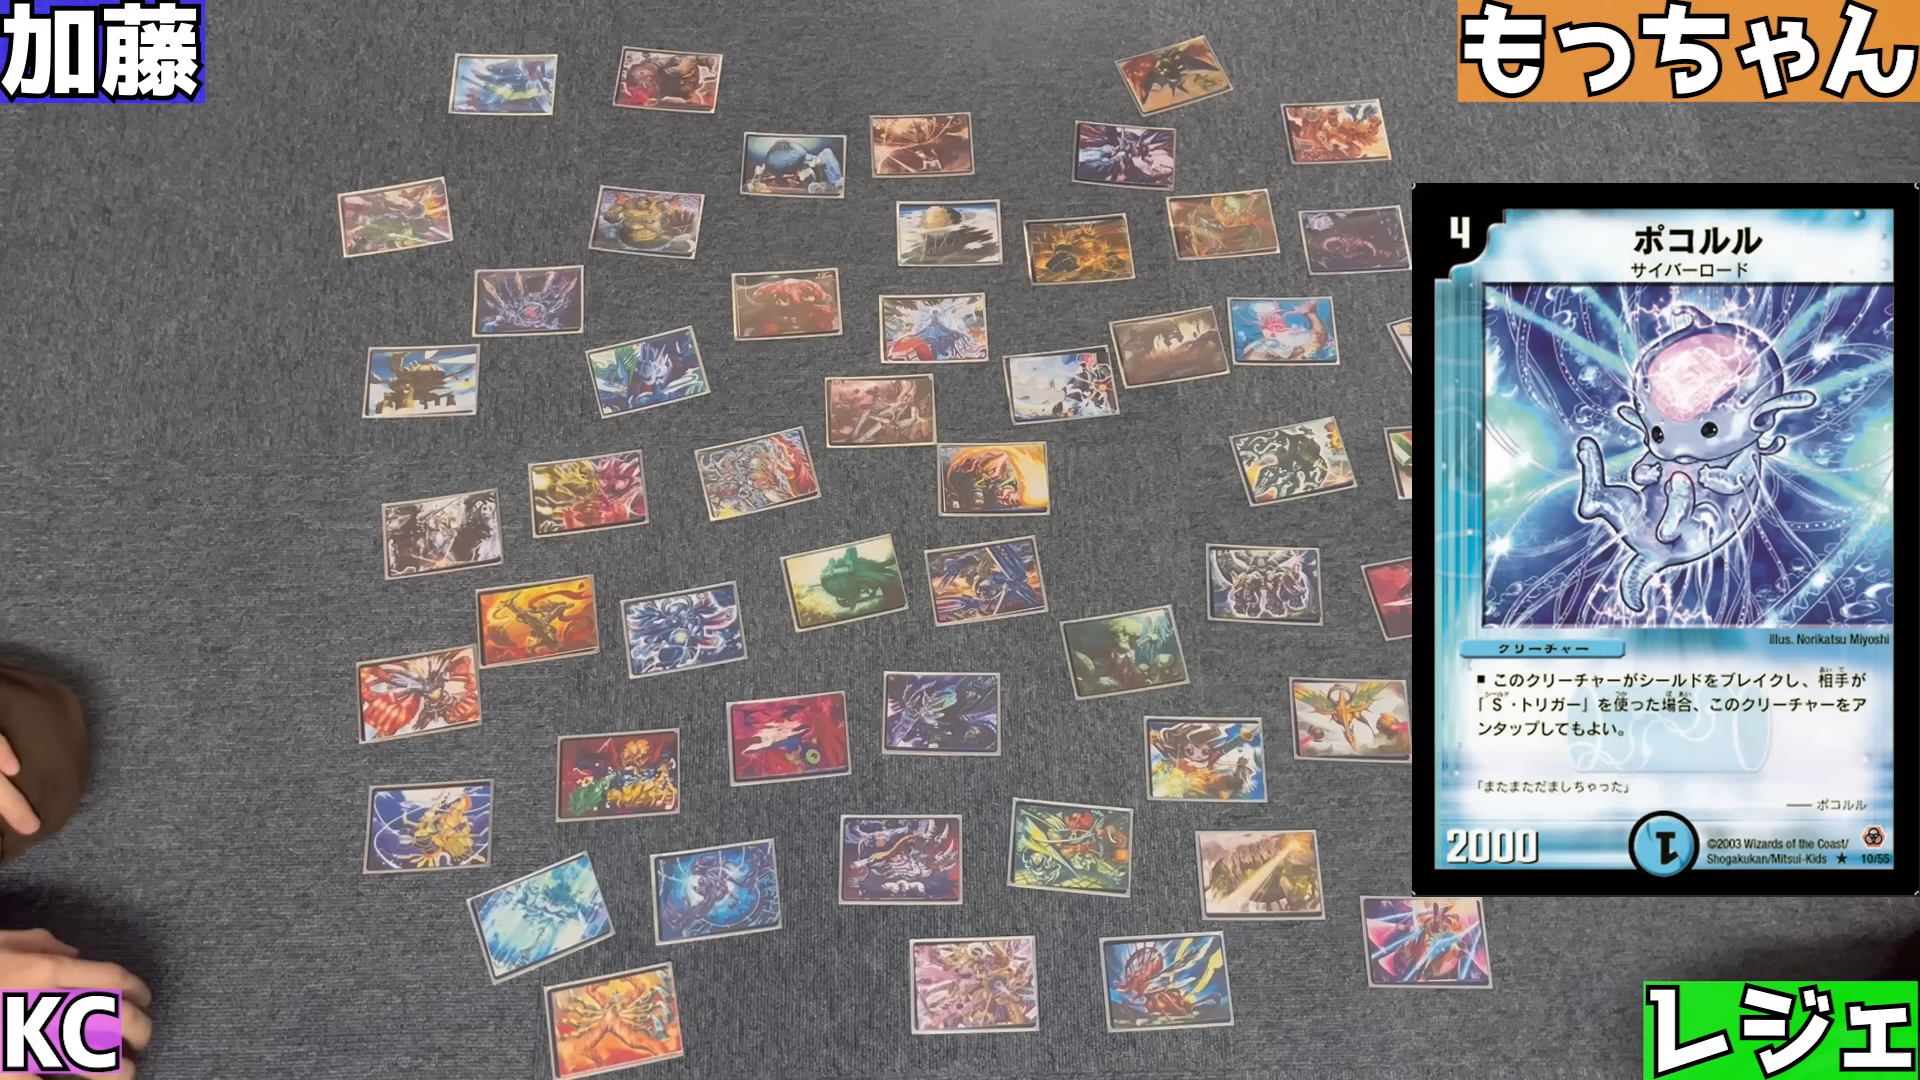 加藤
もっちゃん
4
ポコルル
サイバーロード
illus. Norikatsu Miyoshi
クリーチャー
■ このクリーチャーがシールドをブレイクし、相手が
「S・トリガー」を使った場合、このクリーチャーをア
ンタップしてもよい。
「またまただましちゃった」
―― ポコルル
2000
1
©2003 Wizards of the Coast/
Shogakukan/Mitsui-Kids ★ 10/55
KC
レジェ